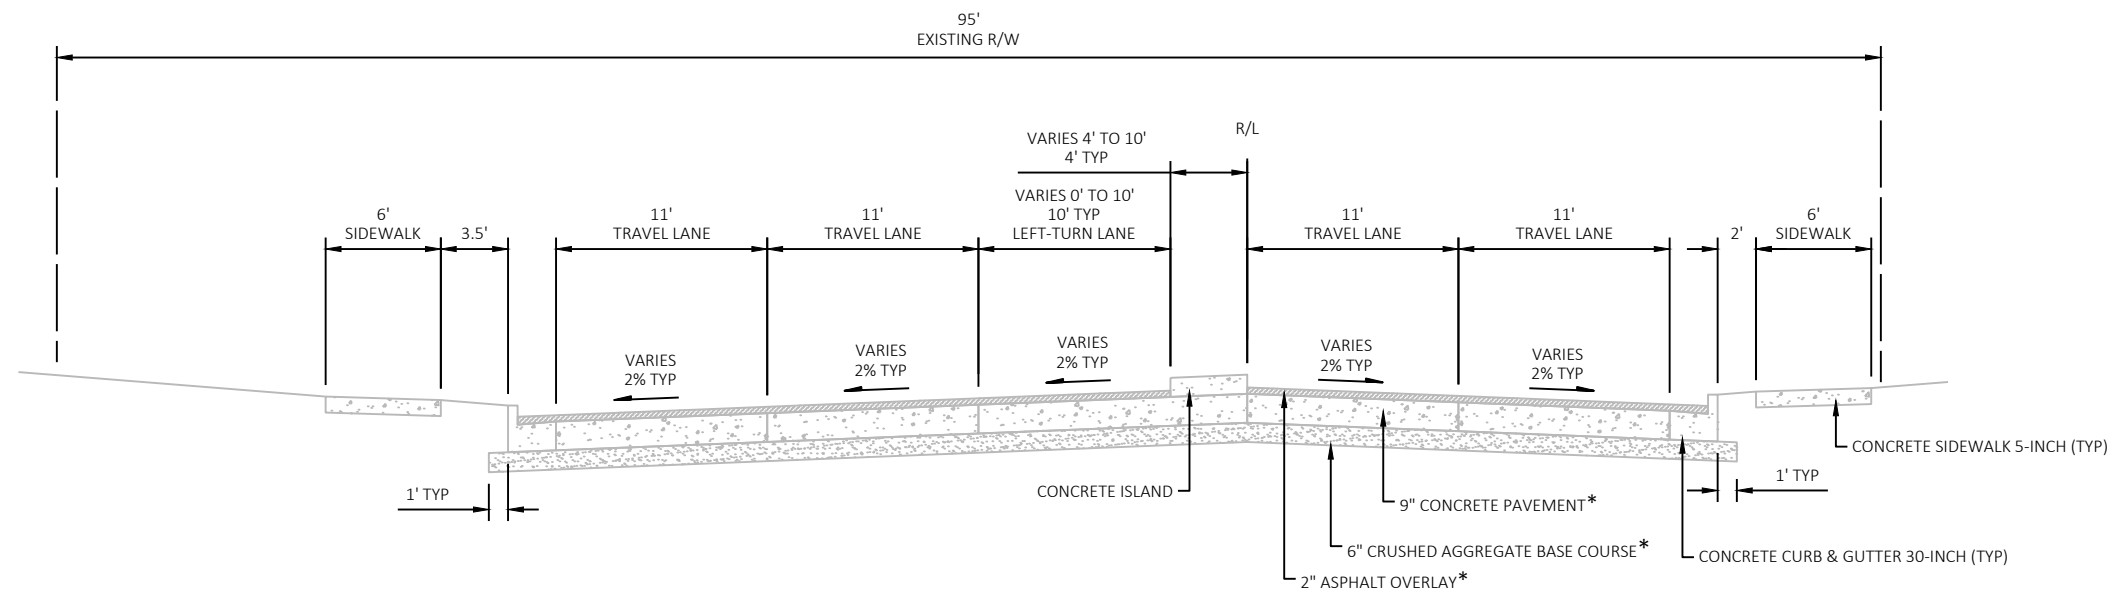 95'
EXISTING R/W
VARIES 4' TO 10'
4' TYP
R/L
VARIES 0' TO 10'
10' TYP
LEFT-TURN LANE
6'
SIDEWALK
3.5'
11'
TRAVEL LANE
11'
TRAVEL LANE
11'
TRAVEL LANE
11'
TRAVEL LANE
2'
6'
SIDEWALK
VARIES
2% TYP
VARIES
2% TYP
VARIES
2% TYP
VARIES
2% TYP
VARIES
2% TYP
CONCRETE SIDEWALK 5-INCH (TYP)
1' TYP
CONCRETE ISLAND
9" CONCRETE PAVEMENT*
1' TYP
6" CRUSHED AGGREGATE BASE COURSE*
CONCRETE CURB & GUTTER 30-INCH (TYP)
2" ASPHALT OVERLAY*